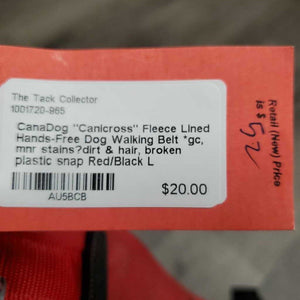 The Tack Collector
1001720-965
CanaDog "Canicross" Fleece Lined
Hands-Free Dog Walking Belt *gc,
mnr stains?dirt & hair, broken
plastic snap Red/Black L
$20.00
AU5BCB
Retail (New) Price
is $52